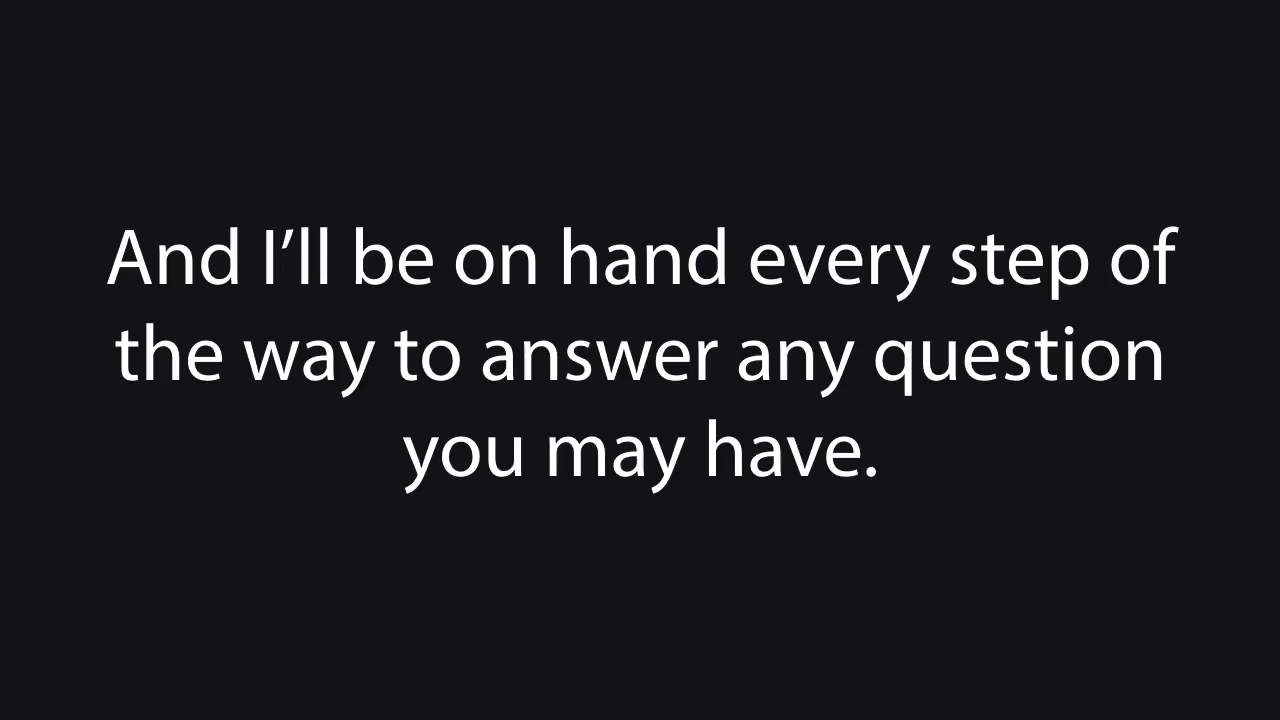 And I’ll be on hand every step of
the way to answer any question
you may have.